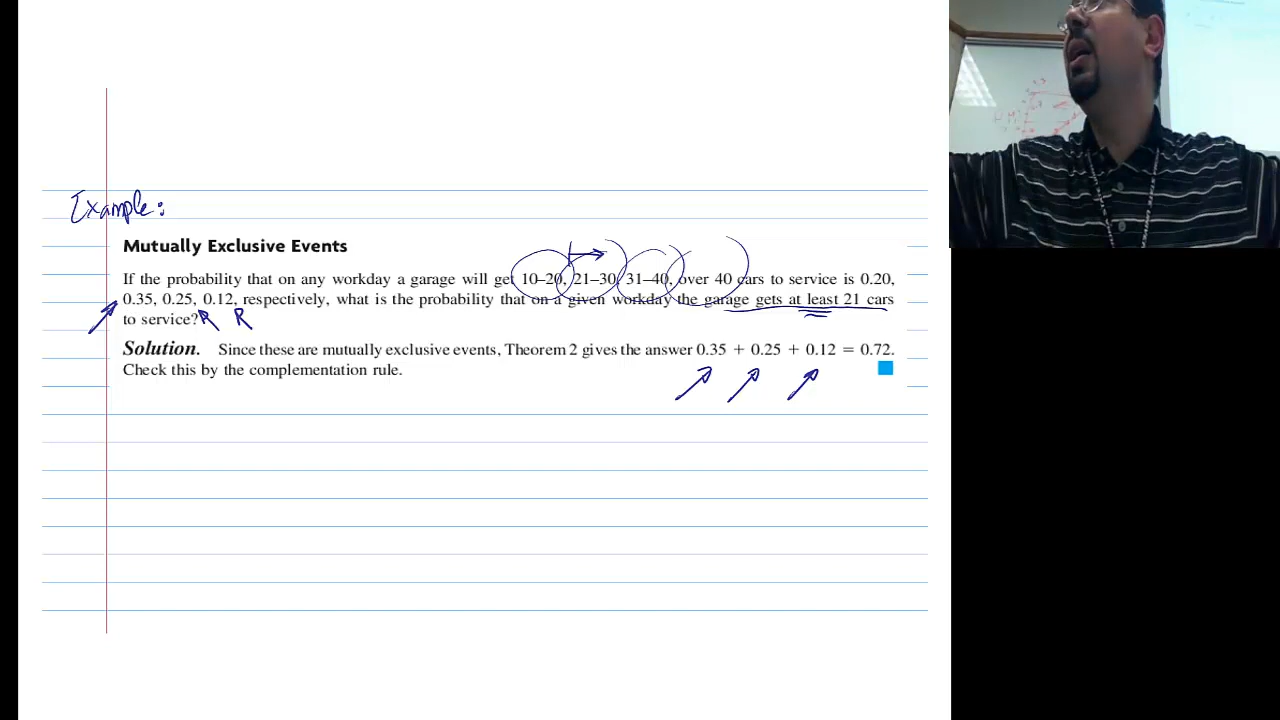 Example:
Mutually Exclusive Events
If the probability that on any workday a garage will get 10–20, 21–30, 31–40, over 40 cars to service is 0.20,
0.35, 0.25, 0.12, respectively, what is the probability that on a given workday the garage gets at least 21 cars
to service?
Solution. Since these are mutually exclusive events, Theorem 2 gives the answer 0.35 + 0.25 + 0.12 = 0.72.
Check this by the complementation rule.